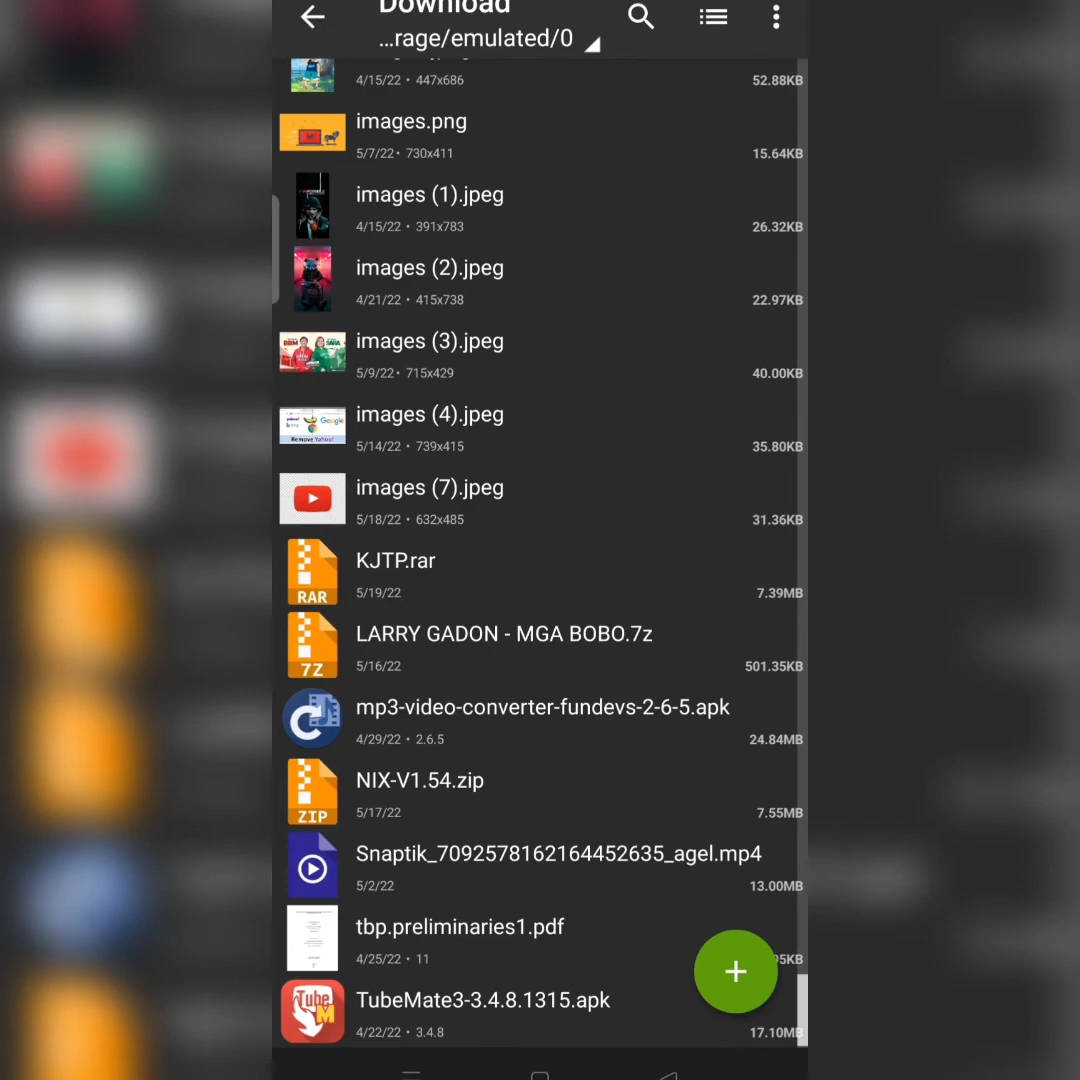 Download
...rage/emulated/0
4/15/22 • 447x686
52.88KB
images.png
5/7/22 • 730x411
15.64KB
images (1).jpeg
4/15/22 • 391x783
26.32KB
images (2).jpeg
4/21/22 • 415x738
22.97KB
images (3).jpeg
5/9/22 • 715x429
40.00KB
Google
Remove Yahoo!
images (4).jpeg
5/14/22 • 739x415
35.80KB
images (7).jpeg
5/18/22 • 632x485
31.36KB
RAR
KJTP.rar
5/19/22
7.39MB
7Z
LARRY GADON - MGA BOBO.7z
5/16/22
501.35KB
mp3-video-converter-fundevs-2-6-5.apk
4/29/22 • 2.6.5
24.84MB
ZIP
NIX-V1.54.zip
5/17/22
7.55MB
Snaptik_7092578162164452635_agel.mp4
5/2/22
13.00MB
tbp.preliminaries1.pdf
4/25/22 • 11
95KB
Tube
M
TubeMate3-3.4.8.1315.apk
4/22/22 • 3.4.8
17.10MB